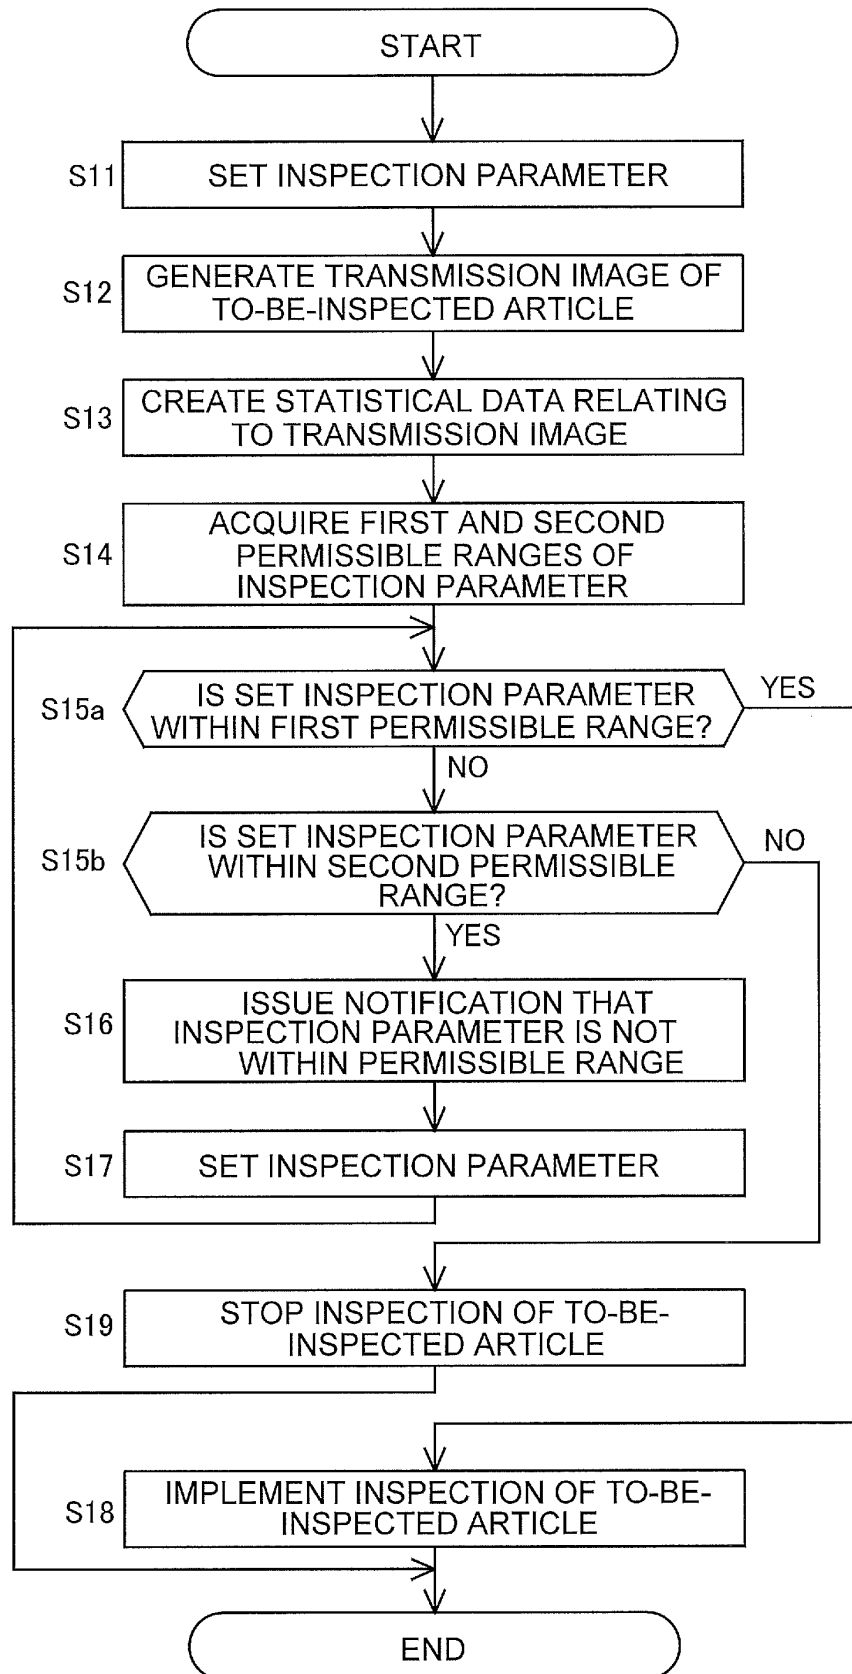 START
S11
SET INSPECTION PARAMETER
S12
GENERATE TRANSMISSION IMAGE OF
TO-BE-INSPECTED ARTICLE
S13
CREATE STATISTICAL DATA RELATING
TO TRANSMISSION IMAGE
S14
ACQUIRE FIRST AND SECOND
PERMISSIBLE RANGES OF
INSPECTION PARAMETER
S15a
IS SET INSPECTION PARAMETER
WITHIN FIRST PERMISSIBLE RANGE?
YES
NO
S15b
IS SET INSPECTION PARAMETER
WITHIN SECOND PERMISSIBLE
RANGE?
NO
YES
S16
ISSUE NOTIFICATION THAT
INSPECTION PARAMETER IS NOT
WITHIN PERMISSIBLE RANGE
S17
SET INSPECTION PARAMETER
S19
STOP INSPECTION OF TO-BE-
INSPECTED ARTICLE
S18
IMPLEMENT INSPECTION OF TO-BE-
INSPECTED ARTICLE
END